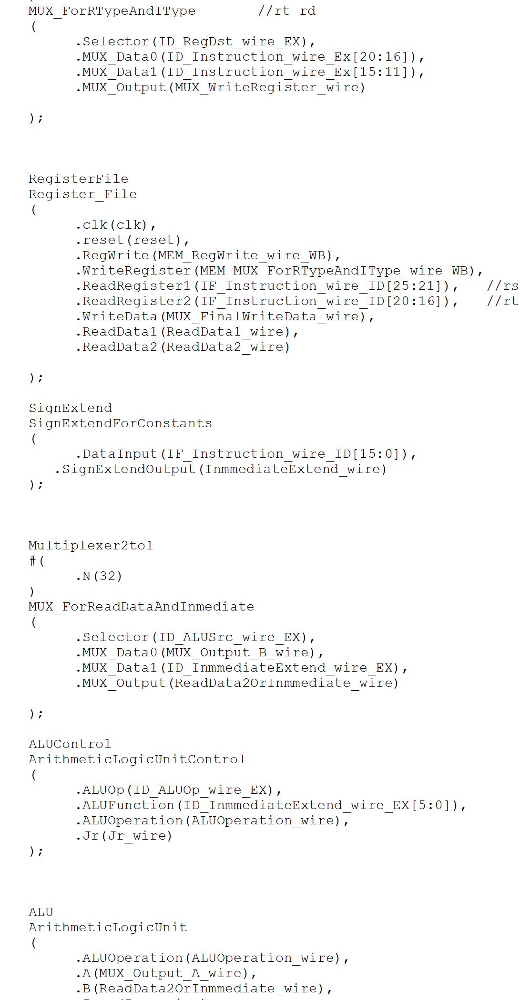 MUX_ForRTypeAndIType //rt rd
(
.Selector(ID_RegDst_wire_EX),
.MUX_Data0(ID_Instruction_wire_Ex[20:16]),
.MUX_Data1(ID_Instruction_wire_Ex[15:11]),
.MUX_Output(MUX_WriteRegister_wire)
);
RegisterFile
Register_File
(
.clk(clk),
.reset(reset),
.RegWrite(MEM_RegWrite_wire_WB),
.WriteRegister(MEM_MUX_ForRTypeAndIType_wire_WB),
.ReadRegister1(IF_Instruction_wire_ID[25:21]), //rs
.ReadRegister2(IF_Instruction_wire_ID[20:16]), //rt
.WriteData(MUX_FinalWriteData_wire),
.ReadData1(ReadData1_wire),
.ReadData2(ReadData2_wire)
);
SignExtend
SignExtendForConstants
(
.DataInput(IF_Instruction_wire_ID[15:0]),
.SignExtendOutput(InmmediateExtend_wire)
);
Multiplexer2to1
#(
.N(32)
)
MUX_ForReadDataAndInmediate
(
.Selector(ID_ALUSrc_wire_EX),
.MUX_Data0(MUX_Output_B_wire),
.MUX_Data1(ID_InmmediateExtend_wire_EX),
.MUX_Output(ReadData2OrInmmediate_wire)
);
ALUControl
ArithmeticLogicUnitControl
(
.ALUOp(ID_ALUOp_wire_EX),
.ALUFunction(ID_InmmediateExtend_wire_EX[5:0]),
.ALUOperation(ALUOperation_wire),
.Jr(Jr_wire)
);
ALU
ArithmeticLogicUnit
(
.ALUOperation(ALUOperation_wire),
.A(MUX_Output_A_wire),
.B(ReadData2OrInmmediate_wire),